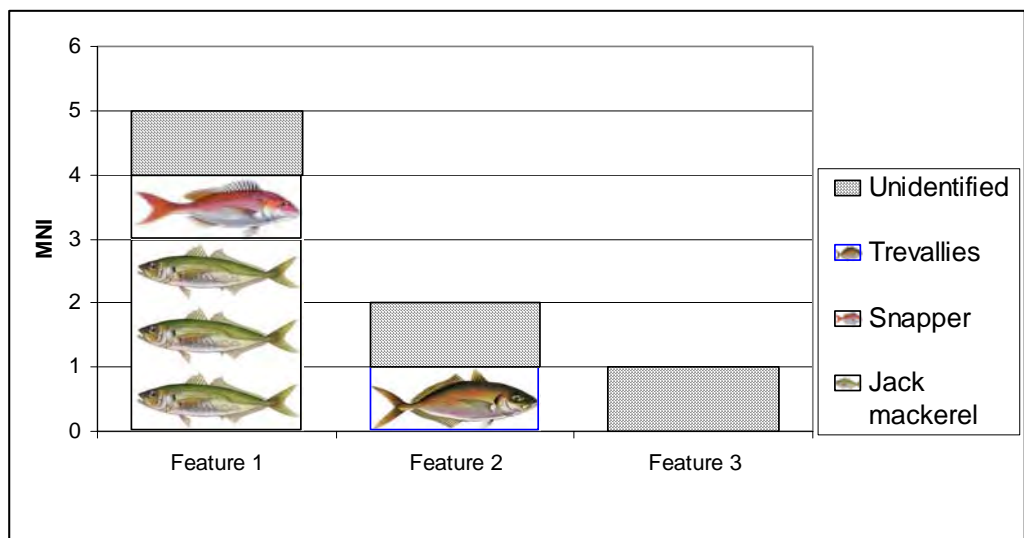 6
5
4
3
2
1
0
MNI
Feature 1
Feature 2
Feature 3
Unidentified
Trevallies
Snapper
Jack
mackerel